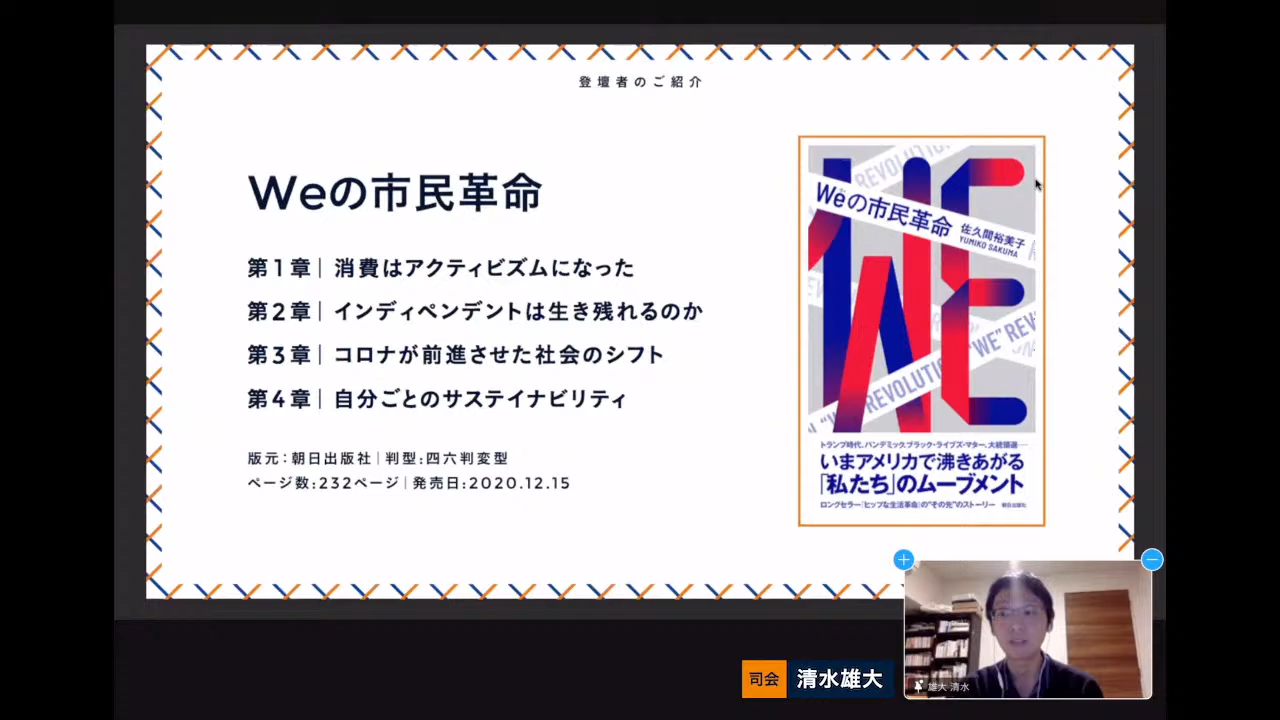 登壇者のご紹介
Weの市民革命
第1章| 消費はアクティビズムになった
第2章| インディペンデントは生き残れるのか
第3章| コロナが前進させた社会のシフト
第4章| 自分ごとのサステイナビリティ
版元:朝日出版社|判型:四六判変型
ページ数:232ページ|発売日:2020.12.15
REVOLUTION
WE
Weの市民革命
佐久間裕美子
YUMIKO SAKUMA
"WE" REV
REVOLUTION
トランプ時代、パンデミック、ブラック・ライブズ・マター、大統領選…
いまアメリカで沸きあがる
「私たち」のムーブメント
ロングセラー『ヒップな生活革命』の"その先"のストーリー 朝日出版社
司会 清水雄大
雄大 清水